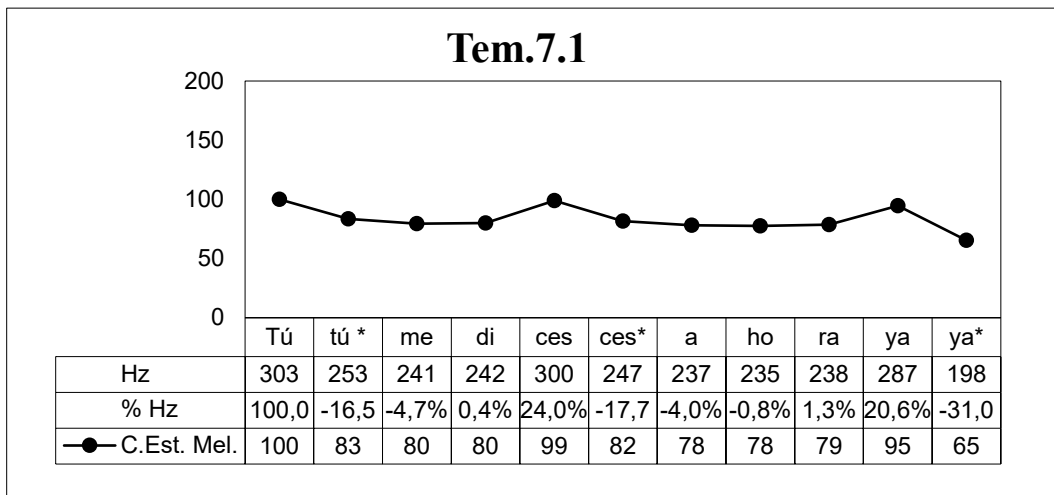 Tem.7.1
200
150
100
50
0
Tú tú * me di ces ces* a ho ra ya ya*
Hz 303 253 241 242 300 247 237 235 238 287 198
% Hz 100,0 -16,5 -4,7% 0,4% 24,0% -17,7 -4,0% -0,8% 1,3% 20,6% -31,0
C.Est. Mel. 100 83 80 80 99 82 78 78 79 95 65